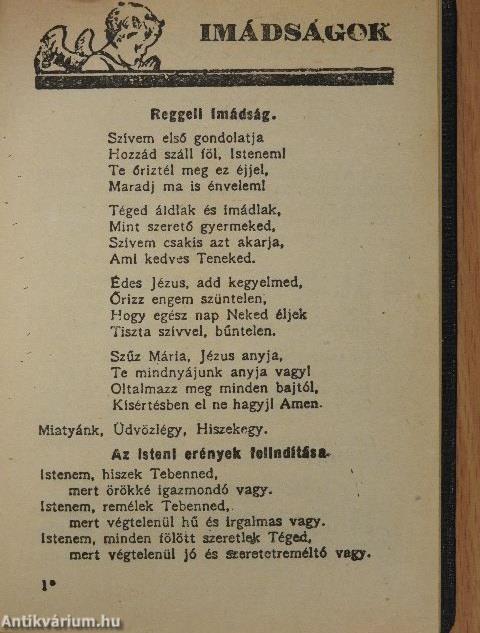 IMÁDSÁGOK
Reggeli imádság.
Szívem első gondolatja
Hozzád száll föl, Istenem!
Te őriztél meg ez éjjel,
Maradj ma is énvelem!
Téged áldlak és imádlak,
Mint szerető gyermeked,
Szívem csakis azt akarja,
Ami kedves Teneked.
Édes Jézus, add kegyelmed,
Őrizz engem szüntelen,
Hogy egész nap Neked éljek
Tiszta szívvel, bűntelen.
Szűz Mária, Jézus anyja,
Te mindnyájunk anyja vagy!
Oltalmazz meg minden bajtól,
Kisértésben el ne hagyj! Amen.
Miatyánk, Üdvözlégy, Hiszekegy.
Az isteni erények felindítása.
Istenem, hiszek Tebenned,
mert örökké igazmondó vagy.
Istenem, remélek Tebenned,
mert végtelenül hű és irgalmas vagy.
Istenem, minden fölött szeretlek Téged,
mert végtelenül jó és szeretetreméltó vagy.
1*
Antikvárium.hu